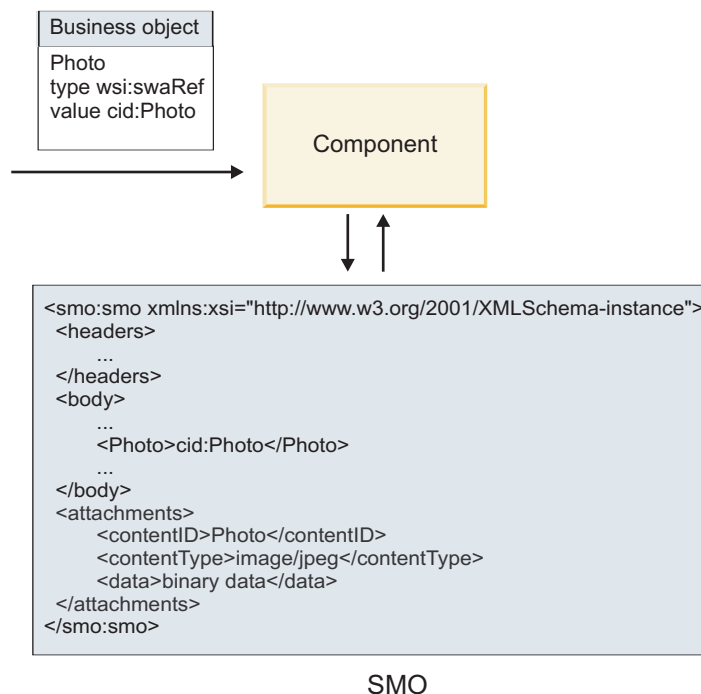 Business object
Photo
type wsi:swaRef
value cid:Photo
Component
<smo:smo xmlns:xsi="http://www.w3.org/2001/XMLSchema-instance">
<headers>
...
</headers>
<body>
...
<Photo>cid:Photo</Photo>
...
</body>
<attachments>
<contentID>Photo</contentID>
<contentType>image/jpeg</contentType>
<data>binary data</data>
</attachments>
</smo:smo>
SMO